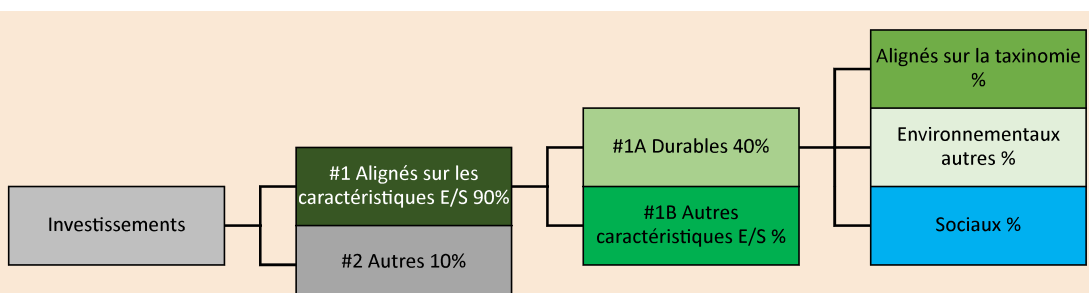 Investissements
#1 Alignés sur les
caractéristiques E/S 90%
#2 Autres 10%
#1A Durables 40%
#1B Autres
caractéristiques E/S %
Alignés sur la taxinomie
%
Environnementaux
autres %
Sociaux %